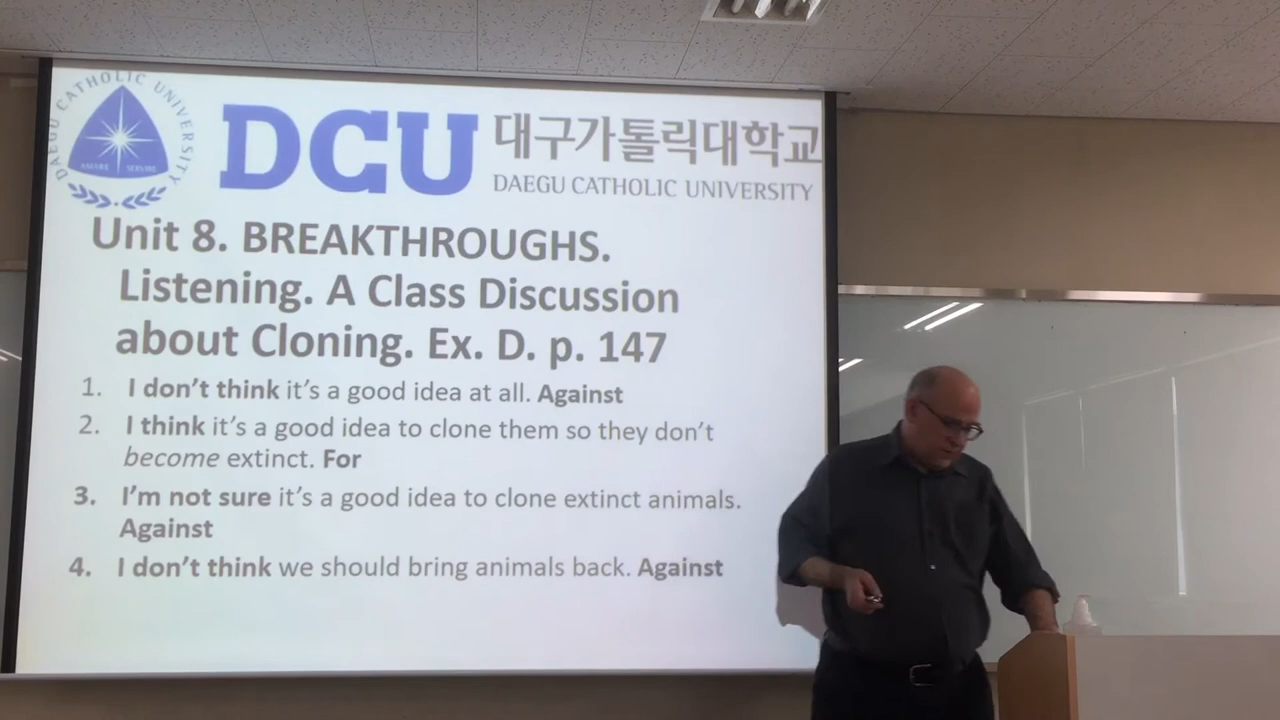 DAEGU CATHOLIC UNIVERSITY
AMARE SERVIRE
DCU 대구가톨릭대학교
DAEGU CATHOLIC UNIVERSITY
Unit 8. BREAKTHROUGHS.
Listening. A Class Discussion
about Cloning. Ex. D. p. 147
1. I don't think it's a good idea at all. Against
2. I think it's a good idea to clone them so they don't
become extinct. For
3. I'm not sure it's a good idea to clone extinct animals.
Against
4. I don't think we should bring animals back. Against